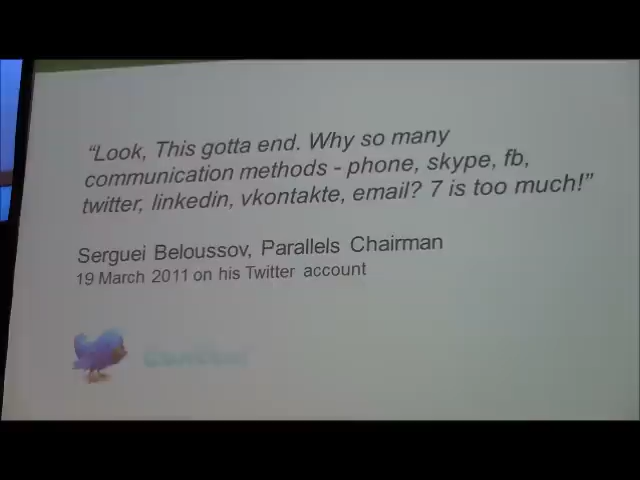 “Look, This gotta end. Why so many
communication methods - phone, skype, fb,
twitter, linkedin, vkontakte, email? 7 is too much!”
Serguei Beloussov, Parallels Chairman
19 March 2011 on his Twitter account